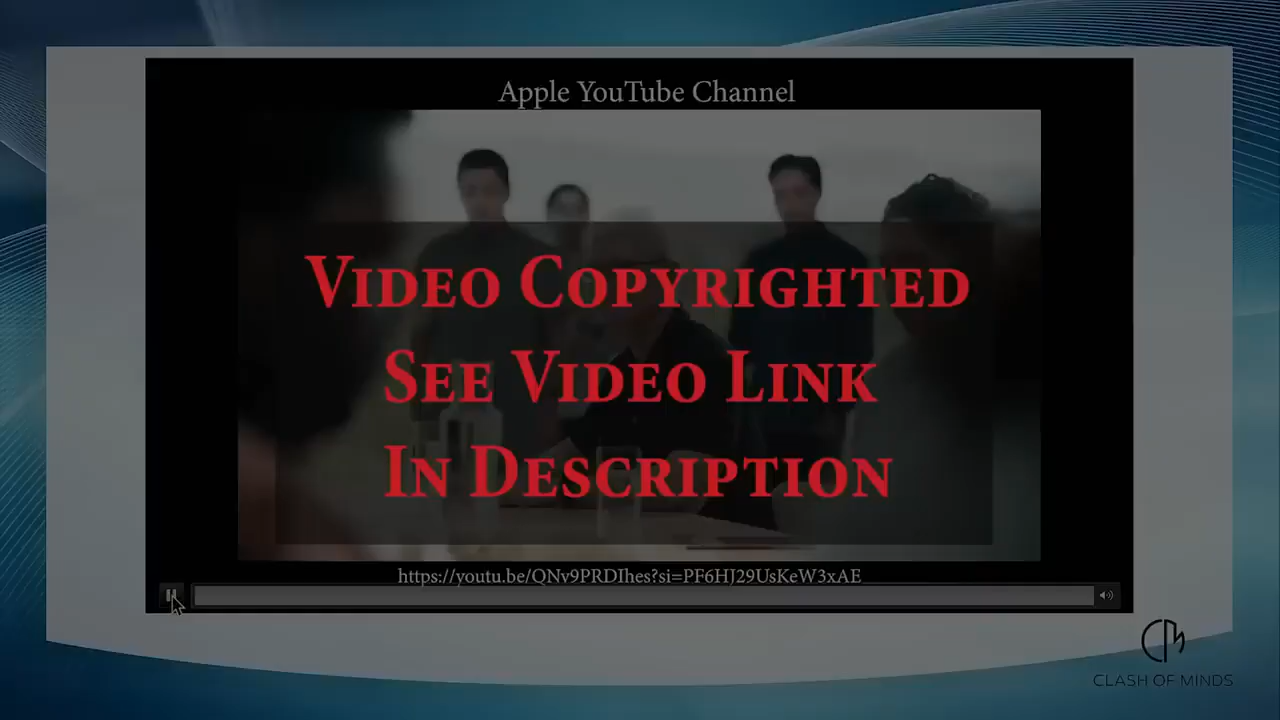 Apple YouTube Channel
VIDEO COPYRIGHTED
SEE VIDEO LINK
IN DESCRIPTION
https://youtu.be/QNv9PRDIhes?si=PF6HJ29UsKeW3xAE
CLASH OF MINDS